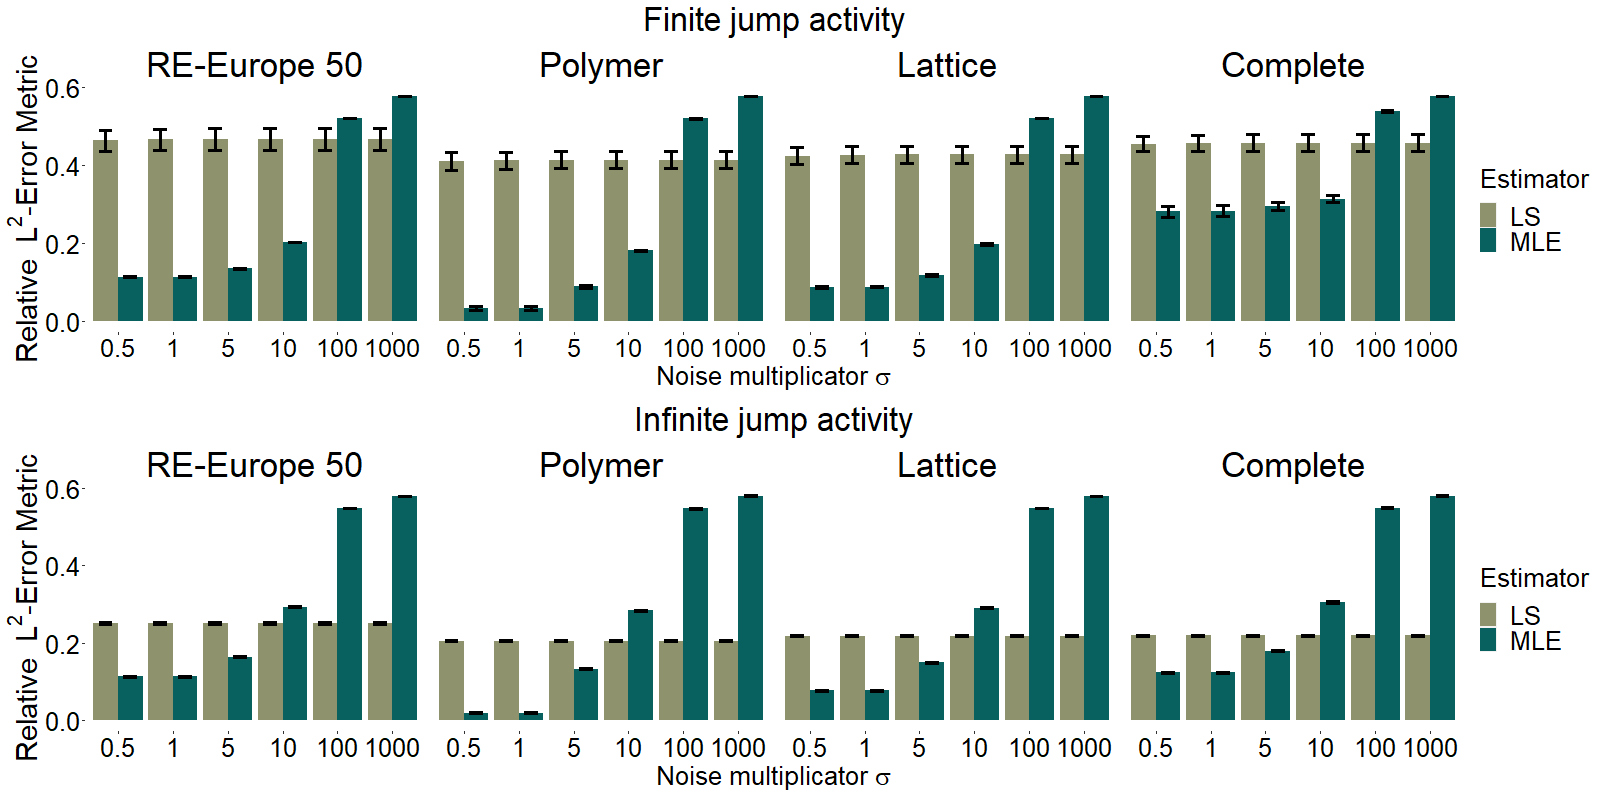 Finite jump activity
RE-Europe 50 Polymer Lattice Complete
Relative L²-Error Metric
0.6
0.4
0.2
0.0
0.5 1 5 10 100 1000 0.5 1 5 10 100 1000 0.5 1 5 10 100 1000 0.5 1 5 10 100 1000
Noise multiplicator σ
Estimator
LS
MLE
Infinite jump activity
RE-Europe 50 Polymer Lattice Complete
Relative L²-Error Metric
0.6
0.4
0.2
0.0
0.5 1 5 10 100 1000 0.5 1 5 10 100 1000 0.5 1 5 10 100 1000 0.5 1 5 10 100 1000
Noise multiplicator σ
Estimator
LS
MLE